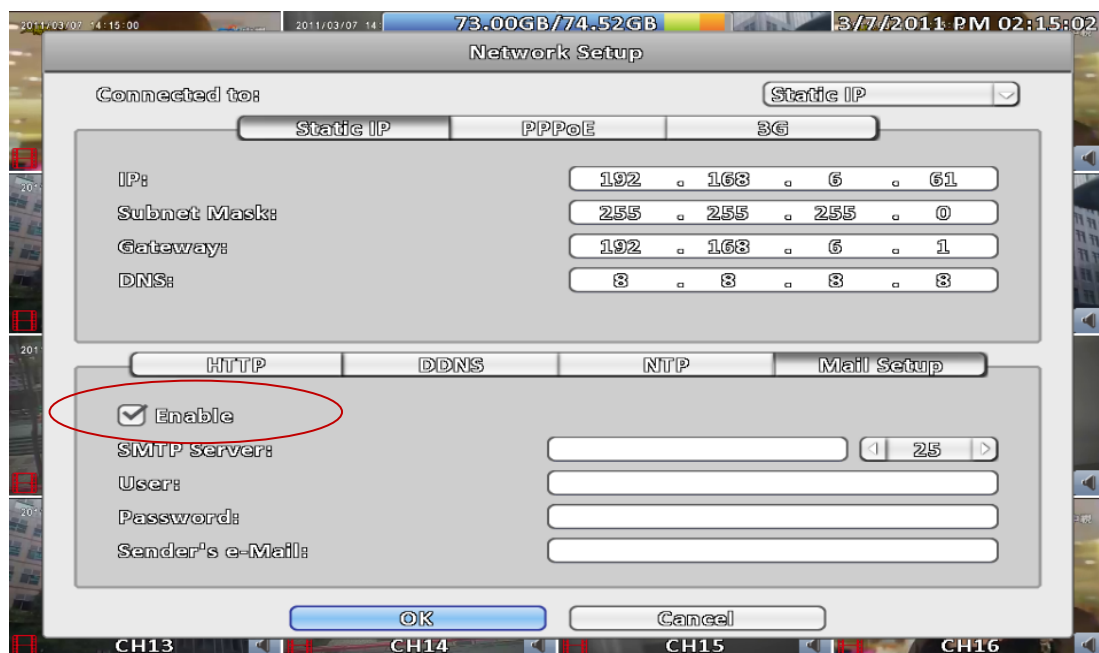 2011/03/07 14:15:00 2011/03/07 14: 73.00GB/74.52GB 3/7/2011 PM 02:15:02
Network Setup
Connected to: Static IP
Static IP PPPoE 3G
IP: 192 . 168 . 6 . 61
Subnet Mask: 255 . 255 . 255 . 0
Gateway: 192 . 168 . 6 . 1
DNS: 8 . 8 . 8 . 8
HTTP DDNS NTP Mail Setup
Enable
SMTP Server: 25
User:
Password:
Sender's e-Mail:
OK Cancel
CH13 CH14 CH15 CH16